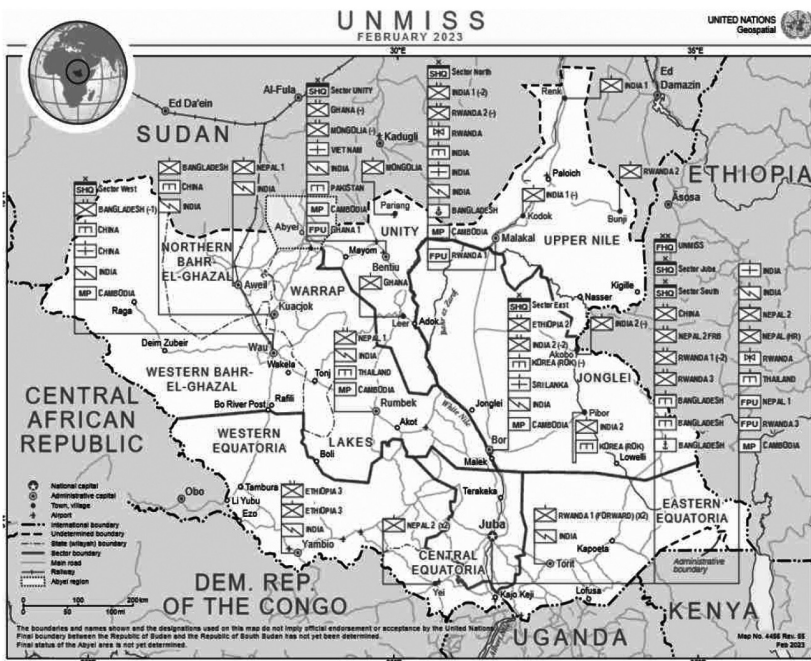 UNMISS
FEBRUARY 2023
UNITED NATIONS
Geospatial
30°E
35°E
SUDAN
ETHIOPIA
CENTRAL
AFRICAN
REPUBLIC
DEM. REP
OF THE CONGO
UGANDA
KENYA
Ed Da'ein
Al-Fula
Kadugli
Ed
Damazin
Asosa
Renk
Paloich
Kodok
Malakal
Bunji
UPPER NILE
Kigille
Nasser
Pariang
UNITY
Abyei
Mayom
Bentiu
Leer
Adok
Bahr az Zaraf
NORTHERN
BAHR-
EL-GHAZAL
WARRAP
Aweil
Kuacjok
Raga
Deim Zubeir
Wau
Wakela
Tonj
WESTERN BAHR-
EL-GHAZAL
Bo River Post
Rafili
Rumbek
Akot
LAKES
White Nile
Jonglei
JONGLEI
Akobo
Pibor
Lowelli
Bor
Malek
WESTERN
EQUATORIA
Boli
Tambura
Li Yubu
Ezo
Obo
Yambio
Terakeka
Juba
CENTRAL
EQUATORIA
Yei
Kajo Keji
EASTERN
EQUATORIA
Kapoeta
Torit
Lofusa
Administrative
boundary
SHQ Sector West
BANGLADESH (-1)
CHINA
CHINA
INDIA
MP CAMBODIA
BANGLADESH
CHINA
INDIA
NEPAL 1
INDIA
SHQ Sector UNITY
GHANA (-)
MONGOLIA (-)
VIET NAM
INDIA
PAKISTAN
MP CAMBODIA
FPU GHANA 1
MONGOLIA
GHANA
SHQ Sector North
INDIA 1 (-2)
RWANDA 2 (-)
RWANDA
INDIA
INDIA
INDIA
BANGLADESH
MP CAMBODIA
FPU RWANDA 1
INDIA 1
INDIA 1 (-)
RWANDA 2
NEPAL 1
INDIA
THAILAND
MP CAMBODIA
SHQ Sector East
ETHIOPIA 2
INDIA 2 (-2)
KOREA (ROK) (-)
SRI LANKA
INDIA
MP CAMBODIA
INDIA 2 (-)
INDIA 2
KOREA (ROK)
FHQ UNMISS
SHQ Sector Juba
SHQ Sector South
CHINA
NEPAL 2 FRB
RWANDA 1 (-2)
RWANDA 3
BANGLADESH
BANGLADESH
BANGLADESH
INDIA
INDIA
NEPAL 2
NEPAL (HR)
RWANDA
THAILAND
FPU NEPAL 1
FPU RWANDA 3
MP CAMBODIA
ETHIOPIA 3
ETHIOPIA 3
INDIA
NEPAL 2 (x2)
RWANDA 1 (FORWARD) (x2)
INDIA
National capital
Administrative capital
Town, village
Airport
International boundary
Undetermined boundary
State (wilayah) boundary
Sector boundary
Main road
Railway
Abyei region
0
100
200 km
0
50
100 mi
The boundaries and names shown and the designations used on this map do not imply official endorsement or acceptance by the United Nations.
Final boundary between the Republic of Sudan and the Republic of South Sudan has not yet been determined.
Final status of the Abyei area is not yet determined.
Map No. 4456 Rev. 55
Feb 2023